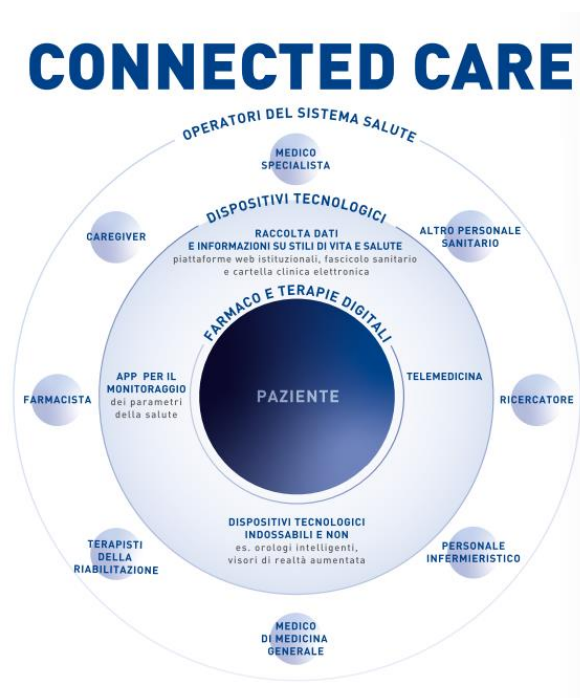 CONNECTED CARE
OPERATORI DEL SISTEMA SALUTE
MEDICO
SPECIALISTA
DISPOSITIVI TECNOLOGICI
CAREGIVER
RACCOLTA DATI
E INFORMAZIONI SU STILI DI VITA E SALUTE
piattaforme web istituzionali, fascicolo sanitario
e cartella clinica elettronica
ALTRO PERSONALE
SANITARIO
FARMACO E TERAPIE DIGITALI
APP PER IL
MONITORAGGIO
dei parametri
della salute
PAZIENTE
TELEMEDICINA
FARMACISTA
RICERCATORE
DISPOSITIVI TECNOLOGICI
INDOSSABILI E NON
es. orologi intelligenti,
visori di realtà aumentata
TERAPISTI
DELLA
RIABILITAZIONE
PERSONALE
INFERMIERISTICO
MEDICO
DI MEDICINA
GENERALE